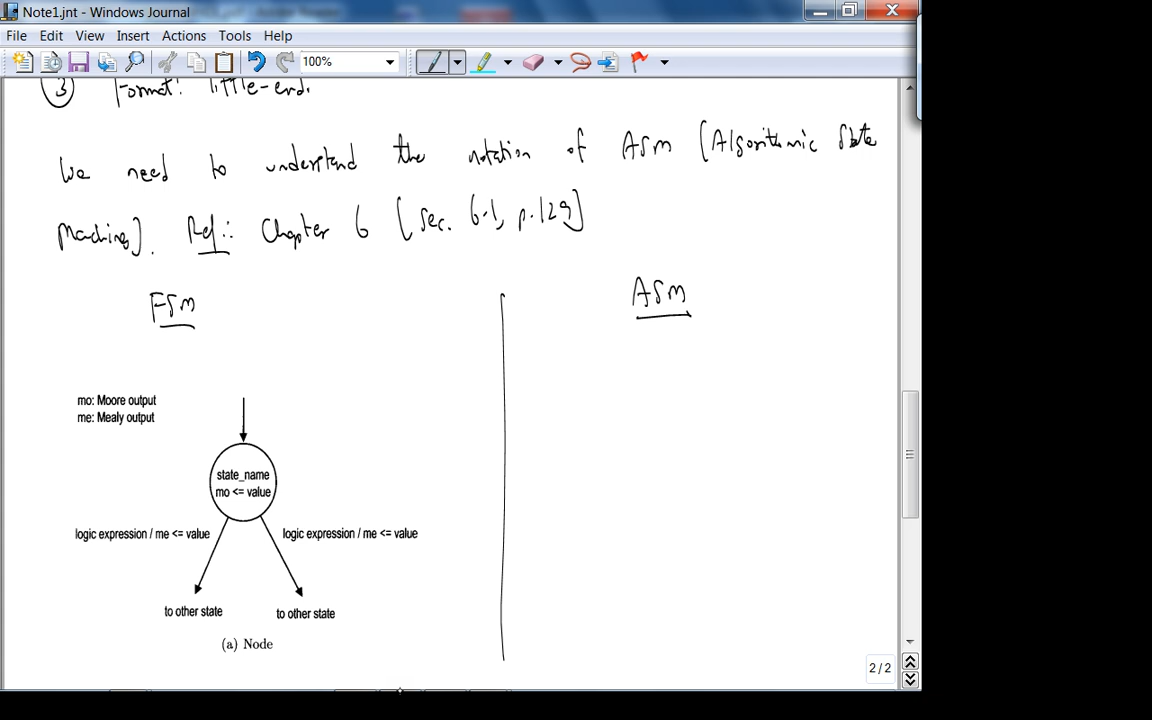 Note1.jnt - Windows Journal
File Edit View Insert Actions Tools Help
100%
3 Format: little-end.
We need to understand the notation of ASM (Algorithmic State
Machines). Ref.: Chapter 6 [Sec. 6.1, p.129]
FSM ASM
mo: Moore output
me: Mealy output
state_name
mo <= value
logic expression / me <= value logic expression / me <= value
to other state to other state
(a) Node
2 / 2